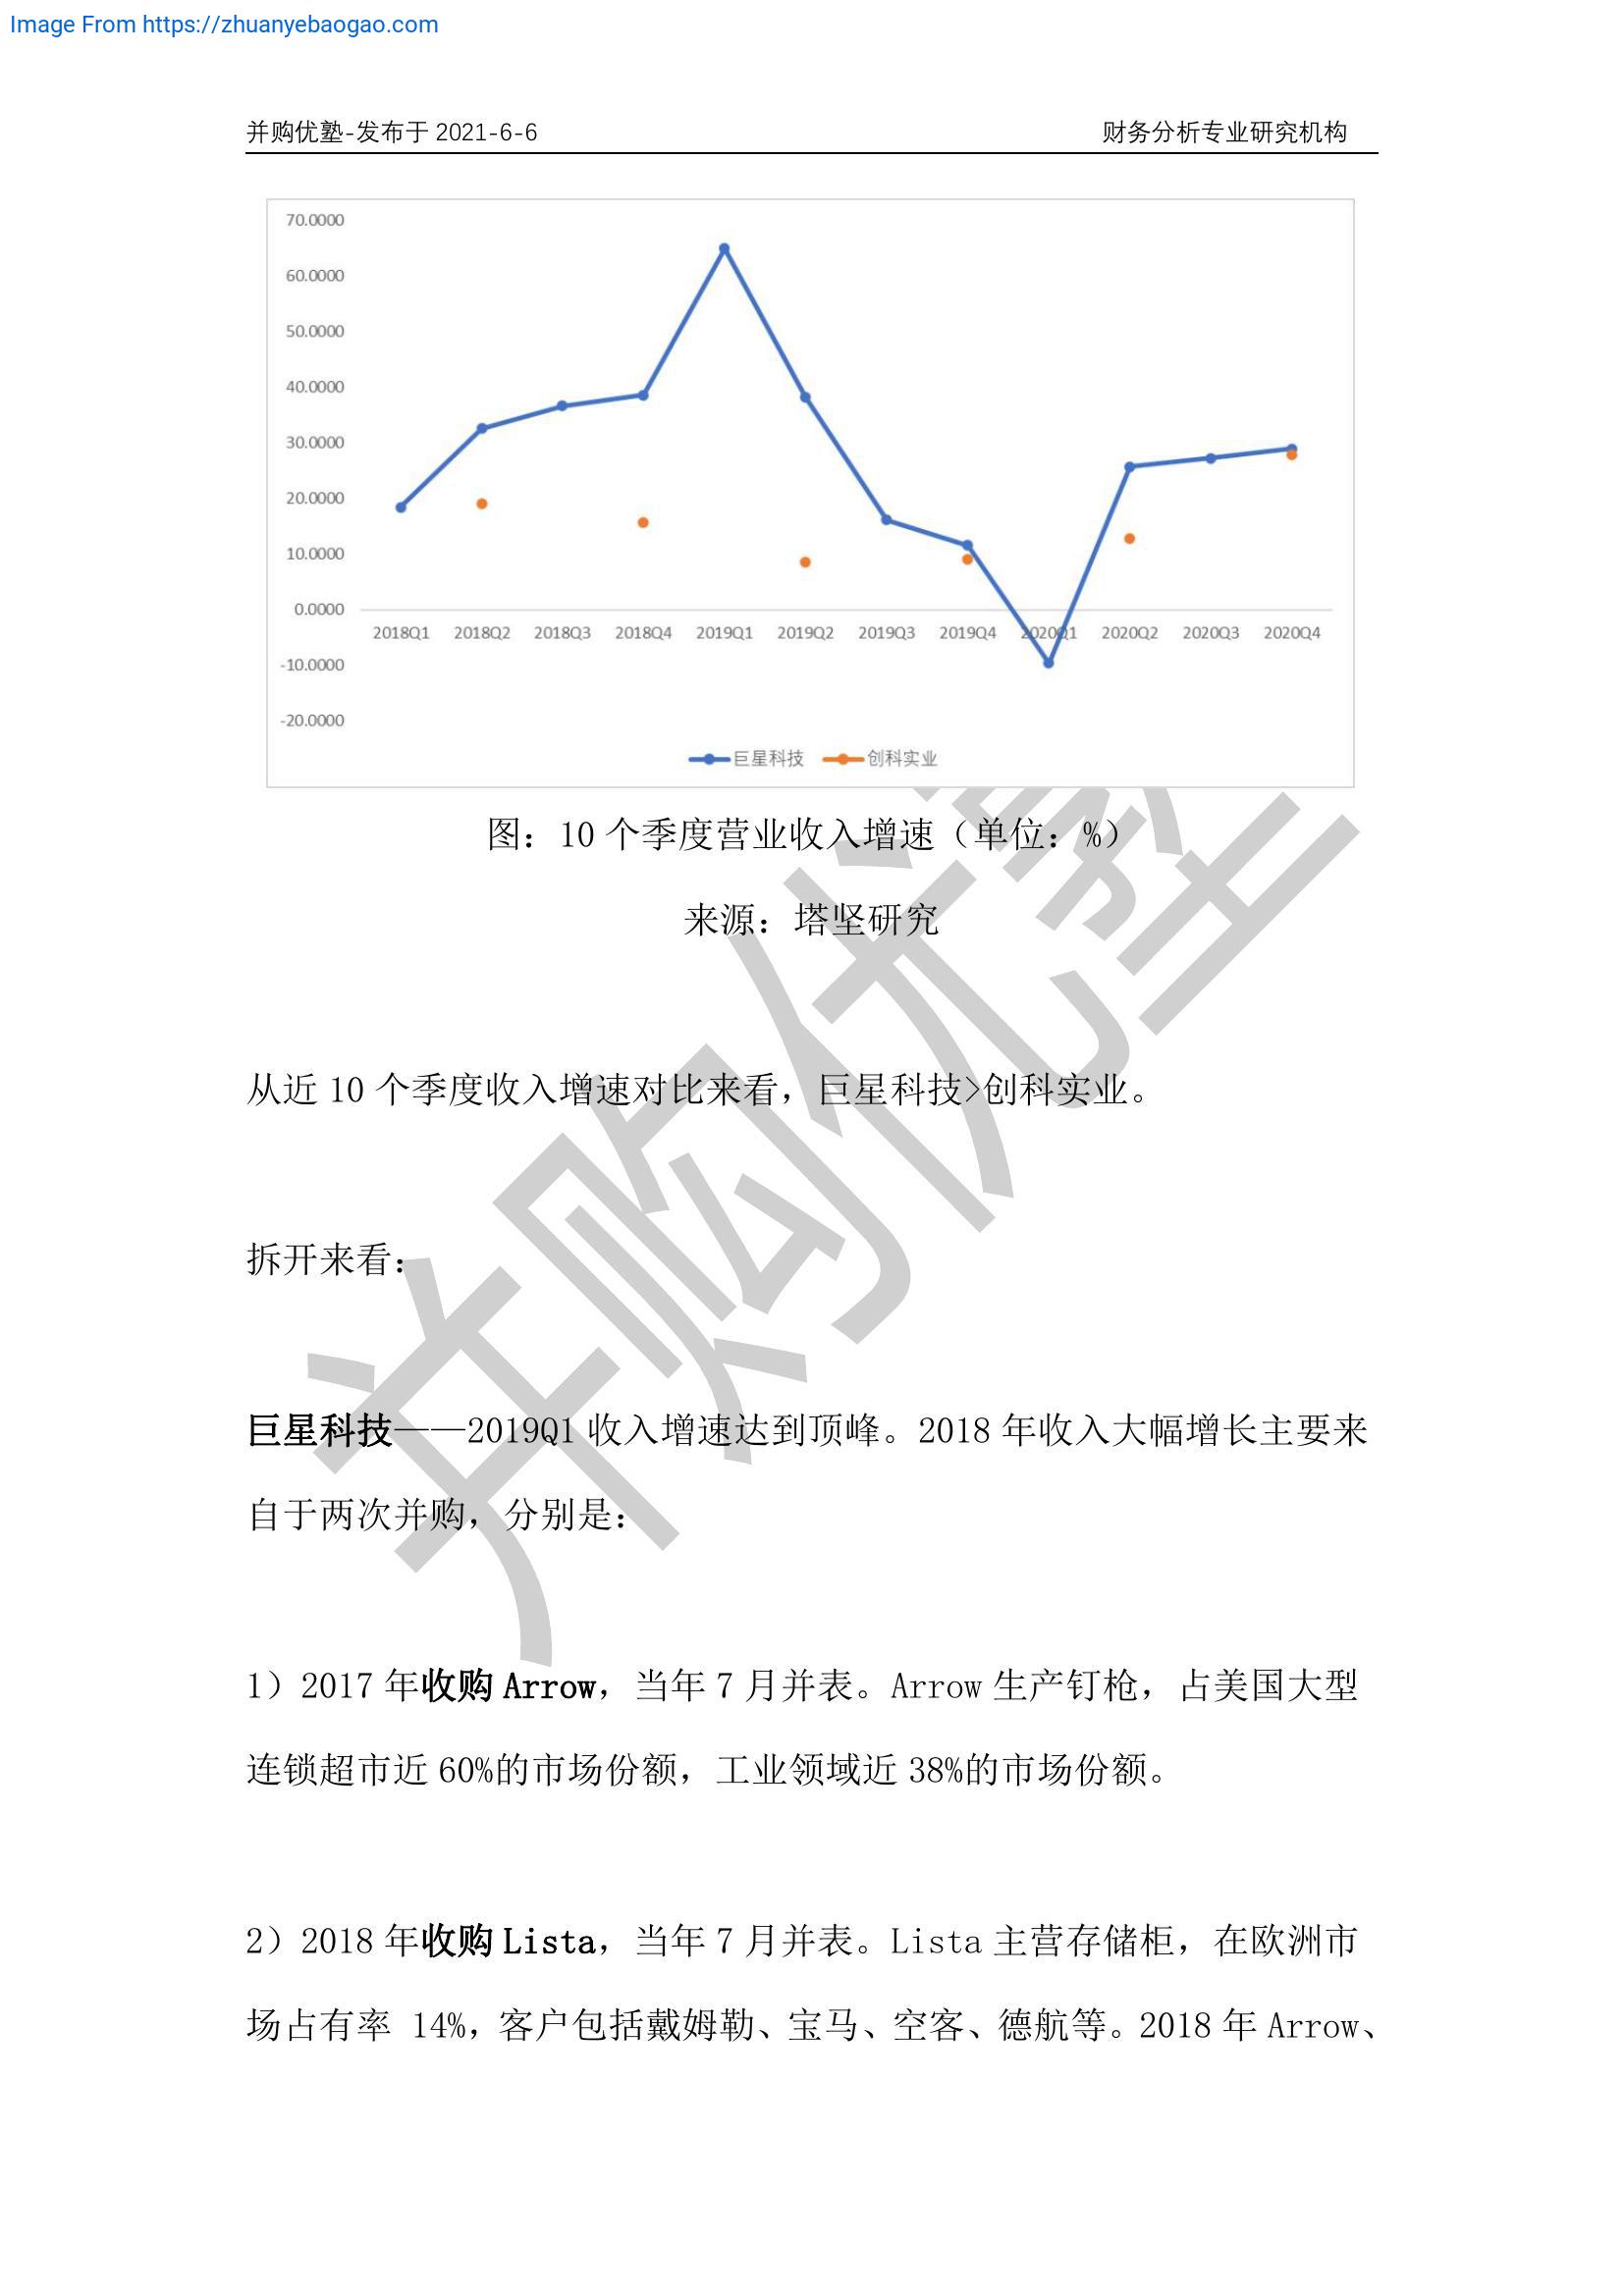 Image From https://zhuanyebaogao.com
并购优塾-发布于 2021-6-6 财务分析专业研究机构
70.0000
60.0000
50.0000
40.0000
30.0000
20.0000
10.0000
0.0000
2018Q1 2018Q2 2018Q3 2018Q4 2019Q1 2019Q2 2019Q3 2019Q4 2020Q1 2020Q2 2020Q3 2020Q4
-10.0000
-20.0000
巨星科技 创科实业
图：10 个季度营业收入增速（单位：%）
来源：塔坚研究
从近 10 个季度收入增速对比来看，巨星科技>创科实业。
拆开来看：
巨星科技——2019Q1 收入增速达到顶峰。2018 年收入大幅增长主要来
自于两次并购，分别是：
1）2017 年收购 Arrow，当年 7 月并表。Arrow 生产钉枪，占美国大型
连锁超市近 60%的市场份额，工业领域近 38%的市场份额。
2）2018 年收购 Lista，当年 7 月并表。Lista 主营存储柜，在欧洲市
场占有率 14%，客户包括戴姆勒、宝马、空客、德航等。2018 年 Arrow、
并购优塾